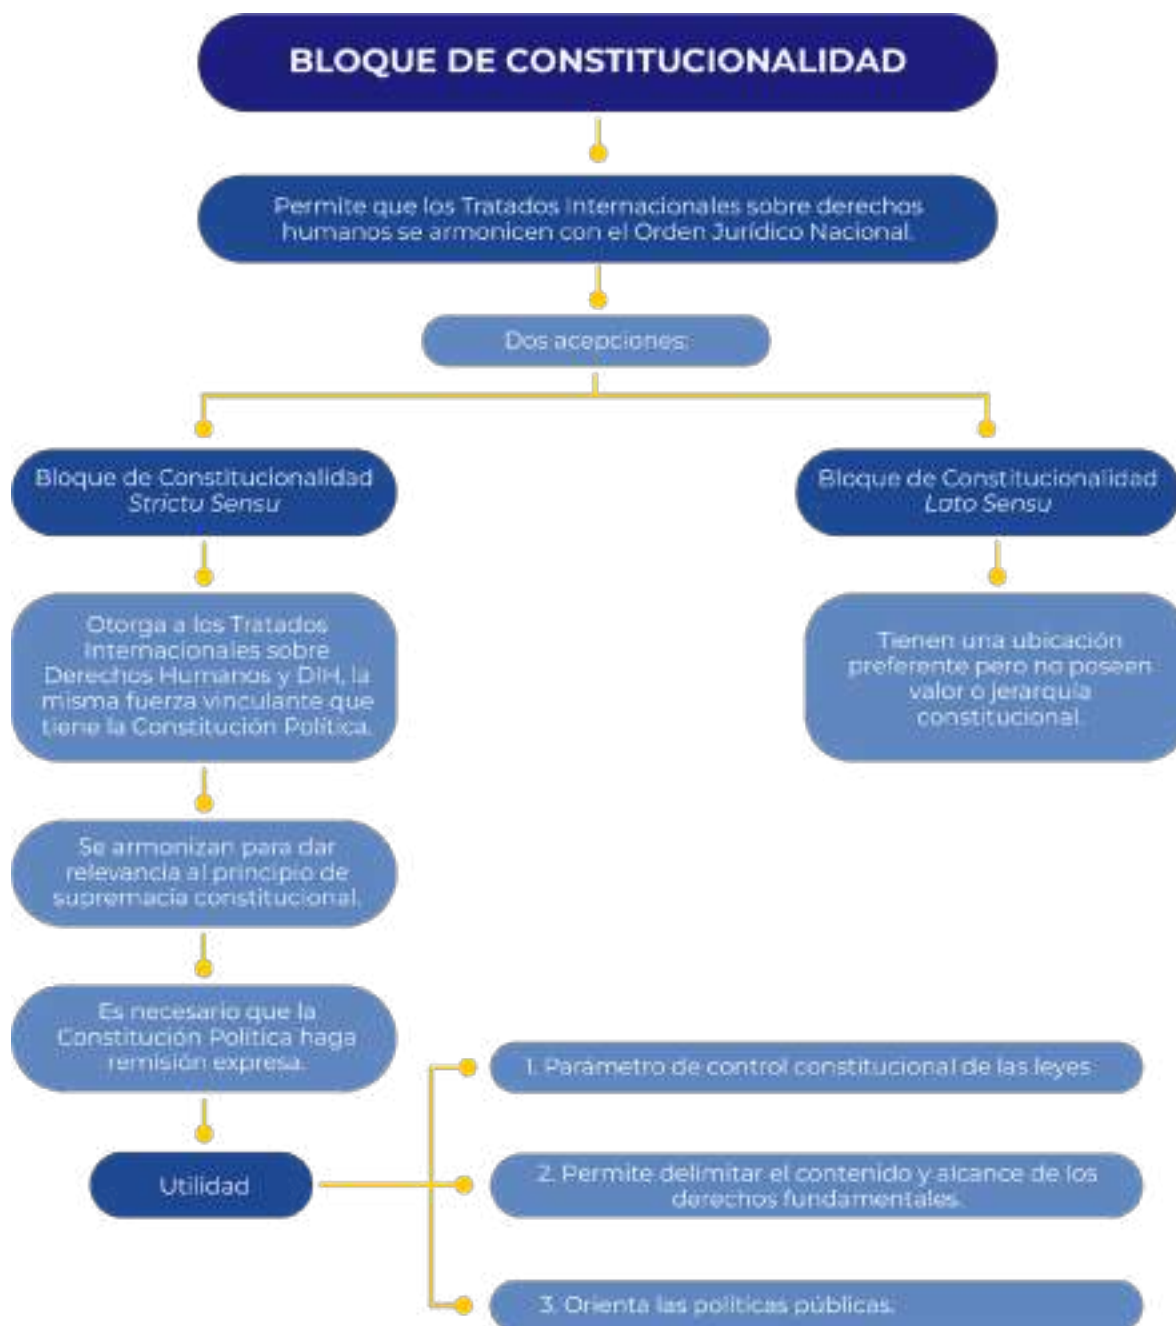 BLOQUE DE CONSTITUCIONALIDAD
Permite que los Tratados Internacionales sobre derechos
humanos se armonicen con el Orden Jurídico Nacional.
Dos acepciones:
Bloque de Constitucionalidad
Strictu Sensu
Bloque de Constitucionalidad
Lato Sensu
Otorga a los Tratados
Internacionales sobre
Derechos Humanos y DIH, la
misma fuerza vinculante que
tiene la Constitución Política.
Tienen una ubicación
preferente pero no poseen
valor o jerarquía
constitucional.
Se armonizan para dar
relevancia al principio de
supremacía constitucional.
Es necesario que la
Constitución Política haga
remisión expresa.
Utilidad
1. Parámetro de control constitucional de las leyes
2. Permite delimitar el contenido y alcance de los
derechos fundamentales.
3. Orienta las políticas públicas.